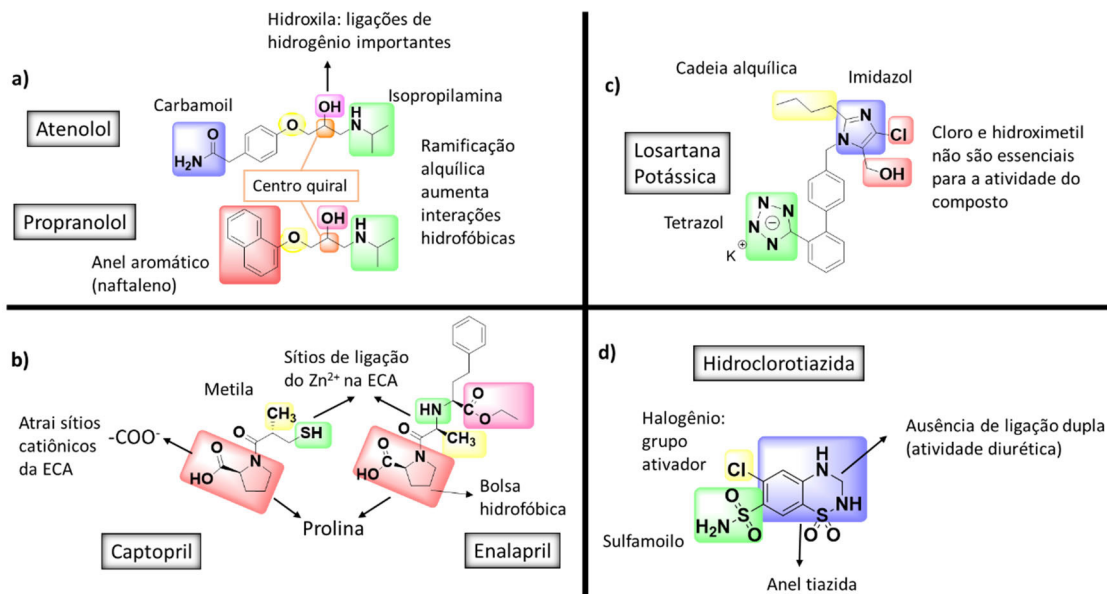 a)
Hidroxila: ligações de
hidrogênio importantes
Atenolol
Carbamoil
Isopropilamina
O
H₂N
O
OH
H
N
Centro quiral
Ramificação
alquílica
aumenta
interações
hidrofóbicas
Propranolol
O
OH
H
N
Anel aromático
(naftaleno)
b)
Metila
Sítios de ligação
do Zn²⁺ na ECA
Atrai sítios
catiônicos
da ECA
-COO⁻
CH₃
SH
O
N
O
HO
HN
O
C
O
O
CH₃
N
O
HO
Bolsa
hidrofóbica
Prolina
Captopril
Enalapril
c)
Cadeia alquílica
Imidazol
Losartana
Potássica
N
N
Cl
OH
Cloro e hidroximetil
não são essenciais
para a atividade do
composto
Tetrazol
N
N
N
N
−
K⁺
d)
Hidroclorotiazida
Halogênio:
grupo
ativador
Ausência de ligação dupla
(atividade diurética)
Cl
H
N
NH
S
O
O
O
S
O
H₂N
Sulfamoilo
Anel tiazida